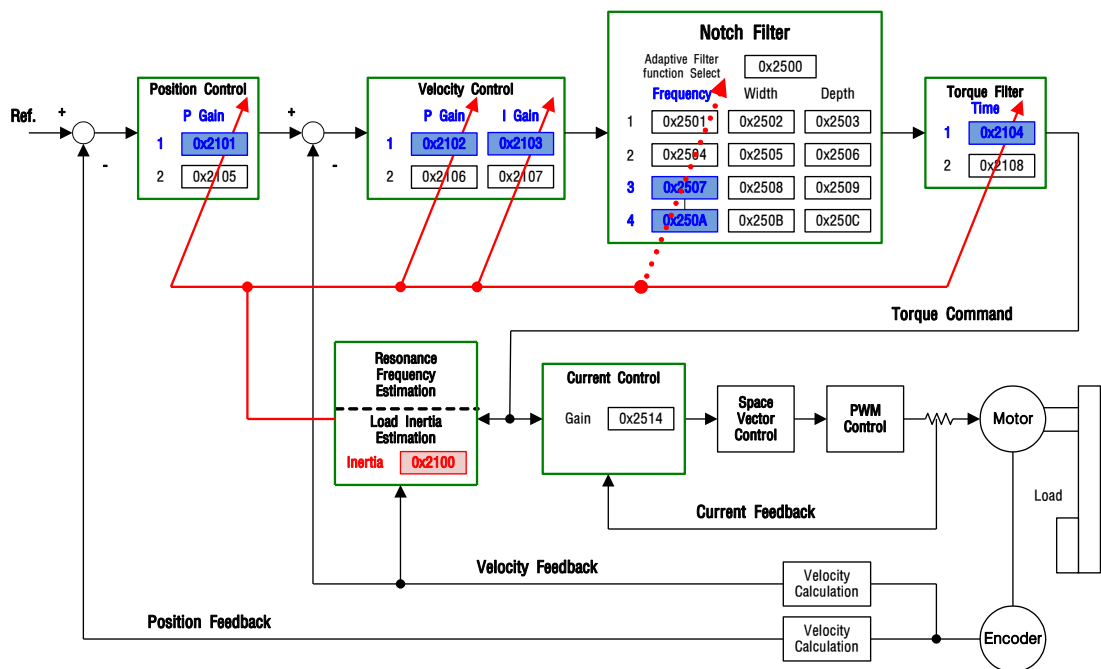 Notch Filter
Adaptive Filter
function Select
0x2500
Frequency
Width
Depth
1
0x2501
0x2502
0x2503
2
0x2504
0x2505
0x2506
3
0x2507
0x2508
0x2509
4
0x250A
0x250B
0x250C
Ref.
+
-
Position Control
P Gain
1
0x2101
2
0x2105
+
-
Velocity Control
P Gain
I Gain
1
0x2102
0x2103
2
0x2106
0x2107
Torque Filter
Time
1
0x2104
2
0x2108
Torque Command
Resonance
Frequency
Estimation
Load Inertia
Estimation
Inertia
0x2100
Current Control
Gain
0x2514
Space
Vector
Control
PWM
Control
Motor
Load
Current Feedback
Velocity Feedback
Velocity
Calculation
Position Feedback
Velocity
Calculation
Encoder